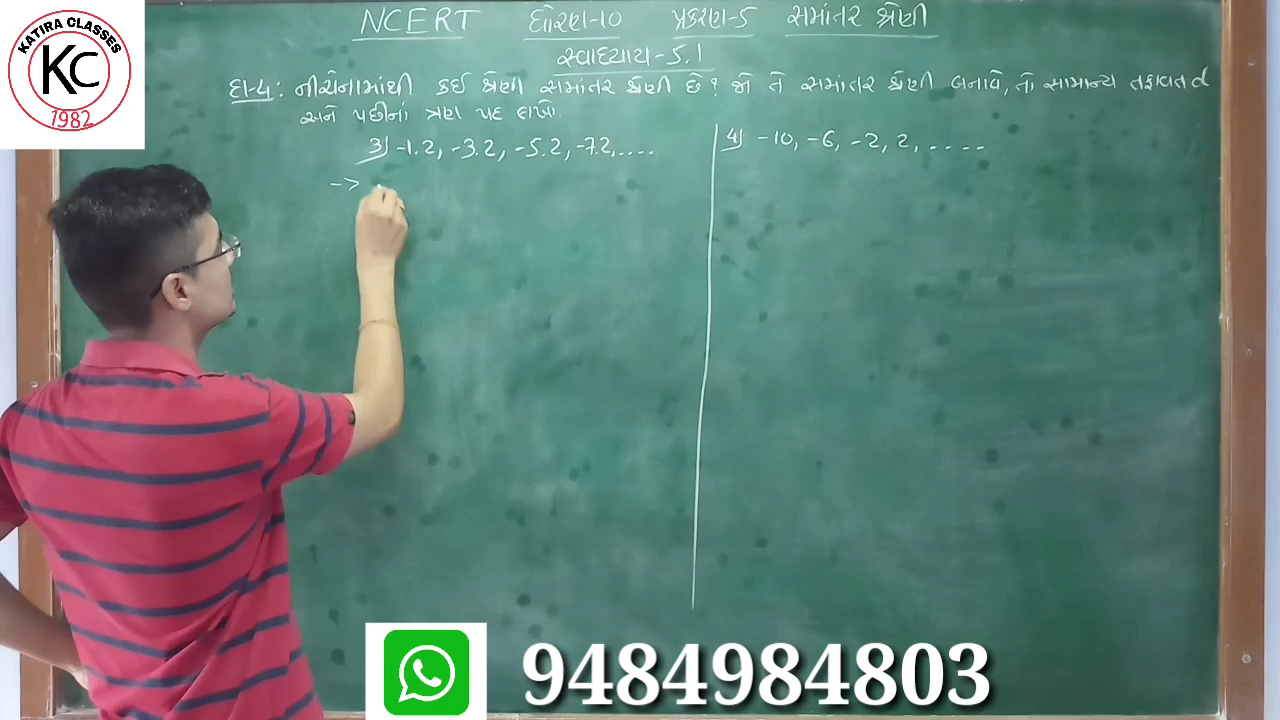 KATIRA CLASSES
KC
1982
NCERT ધોરણ-10 પ્રકરણ-5 સમાંતર શ્રેણી
સ્વાધ્યાય-5.1
દા-4: નીચેનામાંથી કઈ શ્રેણી સમાંતર શ્રેણી છે? જો તે સમાંતર શ્રેણી બનાવે, તો સામાન્ય તફાવત d
અને પછીનાં ત્રણ પદ લખો.
3) -1.2, -3.2, -5.2, -7.2, ....
4) -10, -6, -2, 2, ....
->
9484984803